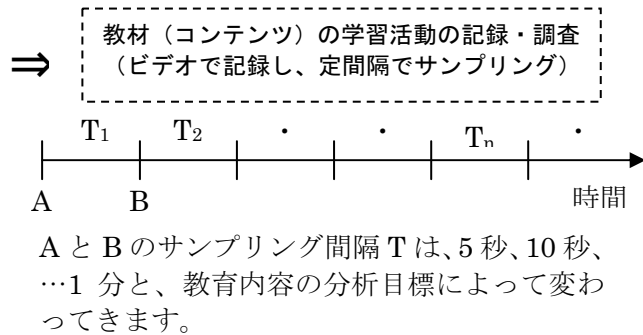 ⇒
教材（コンテンツ）の学習活動の記録・調査
（ビデオで記録し、定間隔でサンプリング）
T₁ T₂ ・ ・ Tₙ ・
A B 時間
A と B のサンプリング間隔 T は、5 秒、10 秒、
…1 分と、教育内容の分析目標によって変わ
ってきます。